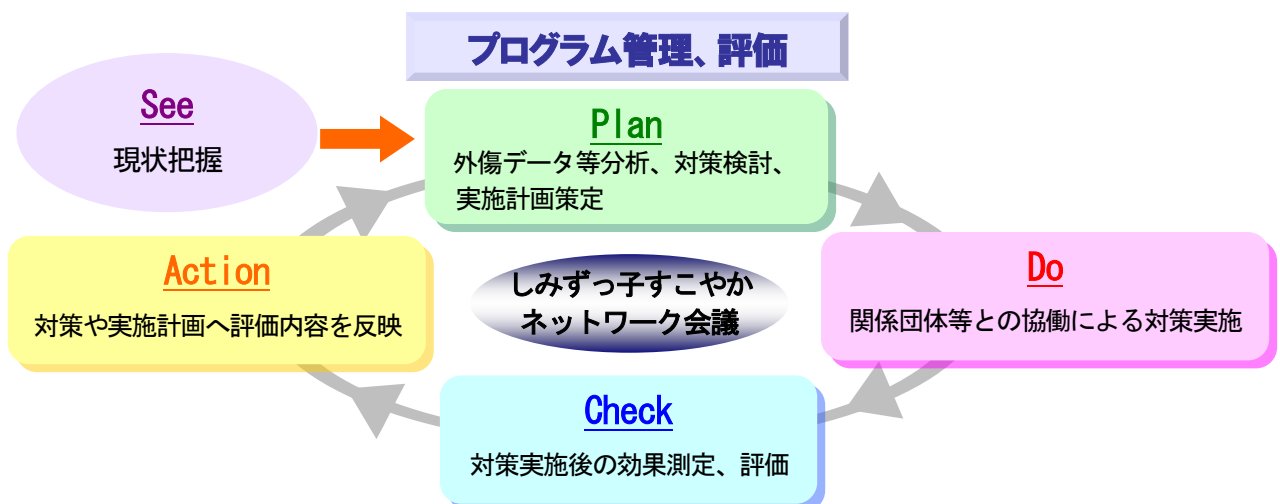 プログラム管理、評価
See
現状把握
Plan
外傷データ等分析、対策検討、
実施計画策定
Action
対策や実施計画へ評価内容を反映
しみずっ子すこやか
ネットワーク会議
Do
関係団体等との協働による対策実施
Check
対策実施後の効果測定、評価